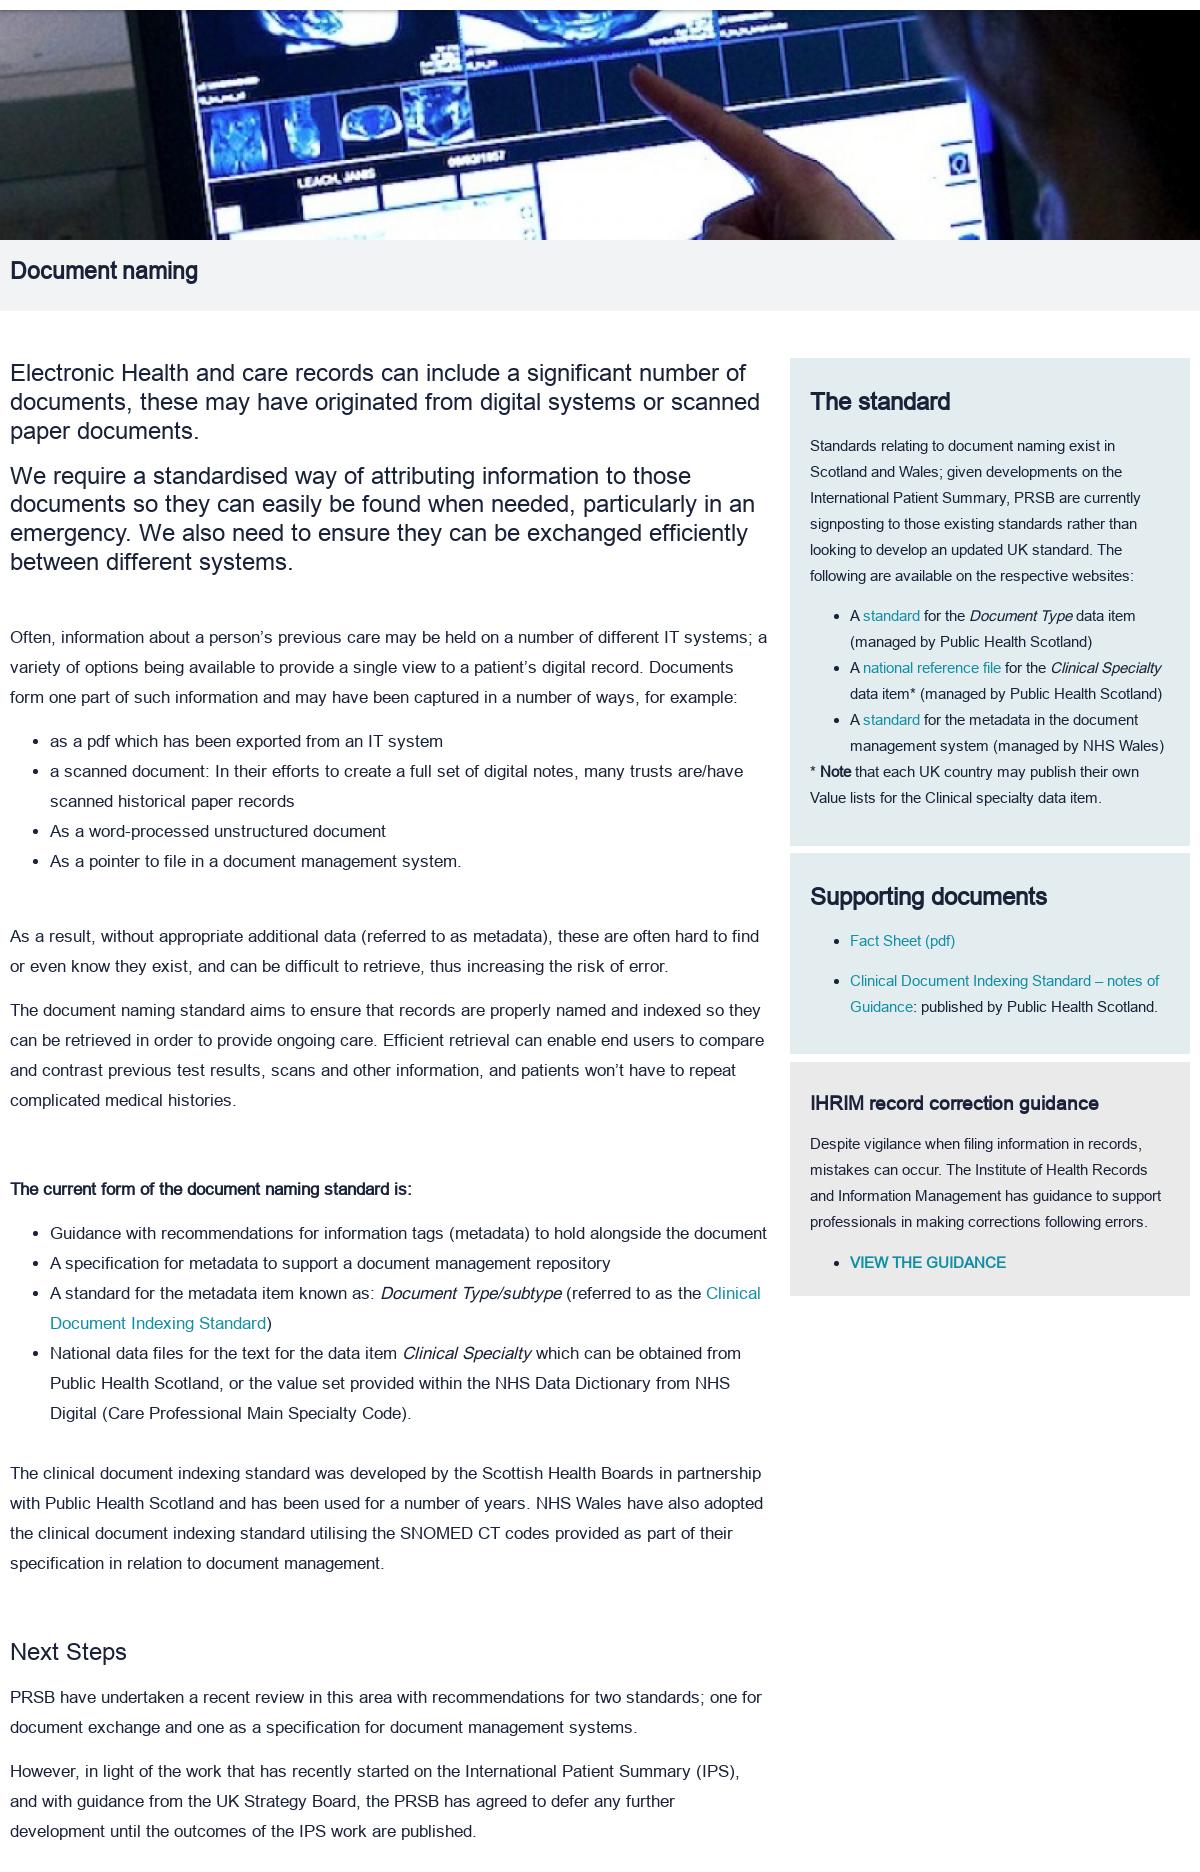 LEACH, JANIS
Document naming
Electronic Health and care records can include a significant number of
documents, these may have originated from digital systems or scanned
paper documents.
We require a standardised way of attributing information to those
documents so they can easily be found when needed, particularly in an
emergency. We also need to ensure they can be exchanged efficiently
between different systems.
Often, information about a person’s previous care may be held on a number of different IT systems; a
variety of options being available to provide a single view to a patient’s digital record. Documents
form one part of such information and may have been captured in a number of ways, for example:
• as a pdf which has been exported from an IT system
• a scanned document: In their efforts to create a full set of digital notes, many trusts are/have
scanned historical paper records
• As a word-processed unstructured document
• As a pointer to file in a document management system.
As a result, without appropriate additional data (referred to as metadata), these are often hard to find
or even know they exist, and can be difficult to retrieve, thus increasing the risk of error.
The document naming standard aims to ensure that records are properly named and indexed so they
can be retrieved in order to provide ongoing care. Efficient retrieval can enable end users to compare
and contrast previous test results, scans and other information, and patients won’t have to repeat
complicated medical histories.
The current form of the document naming standard is:
• Guidance with recommendations for information tags (metadata) to hold alongside the document
• A specification for metadata to support a document management repository
• A standard for the metadata item known as: Document Type/subtype (referred to as the Clinical
Document Indexing Standard)
• National data files for the text for the data item Clinical Specialty which can be obtained from
Public Health Scotland, or the value set provided within the NHS Data Dictionary from NHS
Digital (Care Professional Main Specialty Code).
The clinical document indexing standard was developed by the Scottish Health Boards in partnership
with Public Health Scotland and has been used for a number of years. NHS Wales have also adopted
the clinical document indexing standard utilising the SNOMED CT codes provided as part of their
specification in relation to document management.
Next Steps
PRSB have undertaken a recent review in this area with recommendations for two standards; one for
document exchange and one as a specification for document management systems.
However, in light of the work that has recently started on the International Patient Summary (IPS),
and with guidance from the UK Strategy Board, the PRSB has agreed to defer any further
development until the outcomes of the IPS work are published.
The standard
Standards relating to document naming exist in
Scotland and Wales; given developments on the
International Patient Summary, PRSB are currently
signposting to those existing standards rather than
looking to develop an updated UK standard. The
following are available on the respective websites:
• A standard for the Document Type data item
(managed by Public Health Scotland)
• A national reference file for the Clinical Specialty
data item* (managed by Public Health Scotland)
• A standard for the metadata in the document
management system (managed by NHS Wales)
* Note that each UK country may publish their own
Value lists for the Clinical specialty data item.
Supporting documents
• Fact Sheet (pdf)
• Clinical Document Indexing Standard – notes of
Guidance: published by Public Health Scotland.
IHRIM record correction guidance
Despite vigilance when filing information in records,
mistakes can occur. The Institute of Health Records
and Information Management has guidance to support
professionals in making corrections following errors.
• VIEW THE GUIDANCE